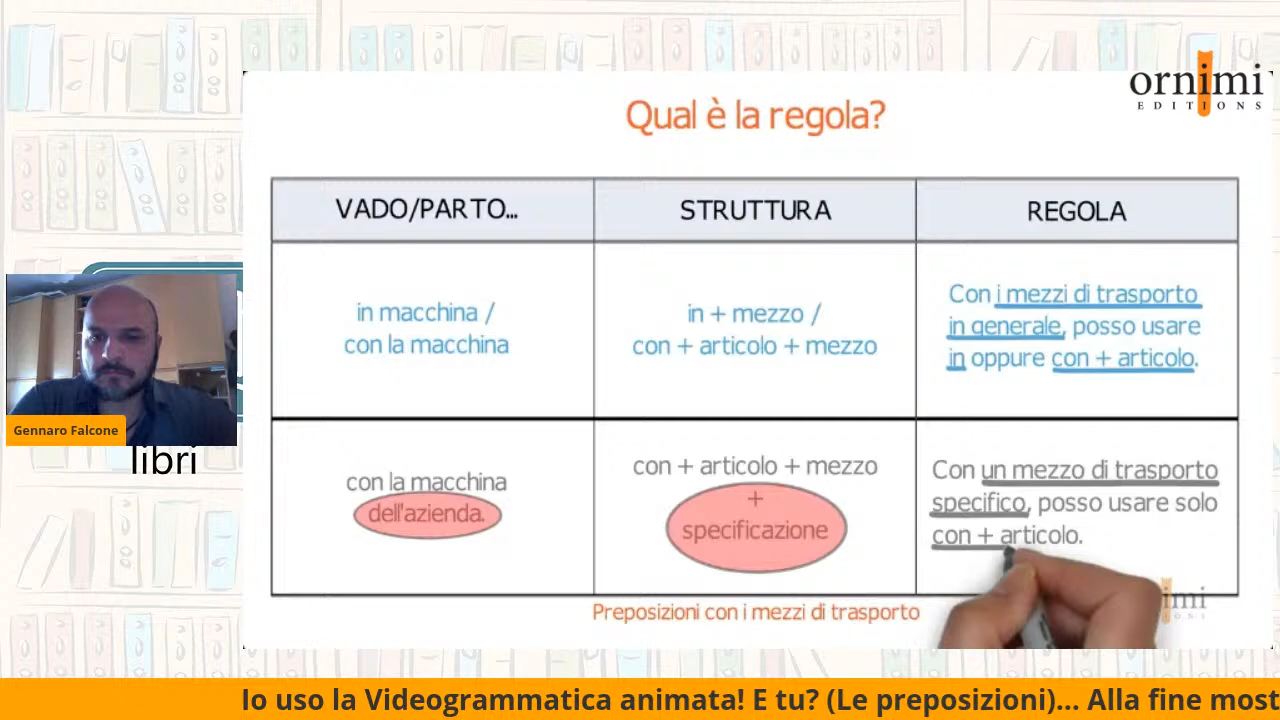 ornimi
EDITIONS
Qual è la regola?
VADO/PARTO...
STRUTTURA
REGOLA
in macchina /
con la macchina
in + mezzo /
con + articolo + mezzo
Con i mezzi di trasporto
in generale, posso usare
in oppure con + articolo.
con la macchina
dell'azienda.
con + articolo + mezzo
+
specificazione
Con un mezzo di trasporto
specifico, posso usare solo
con + articolo.
Preposizioni con i mezzi di trasporto
Gennaro Falcone
libri
Io uso la Videogrammatica animata! E tu? (Le preposizioni)... Alla fine most